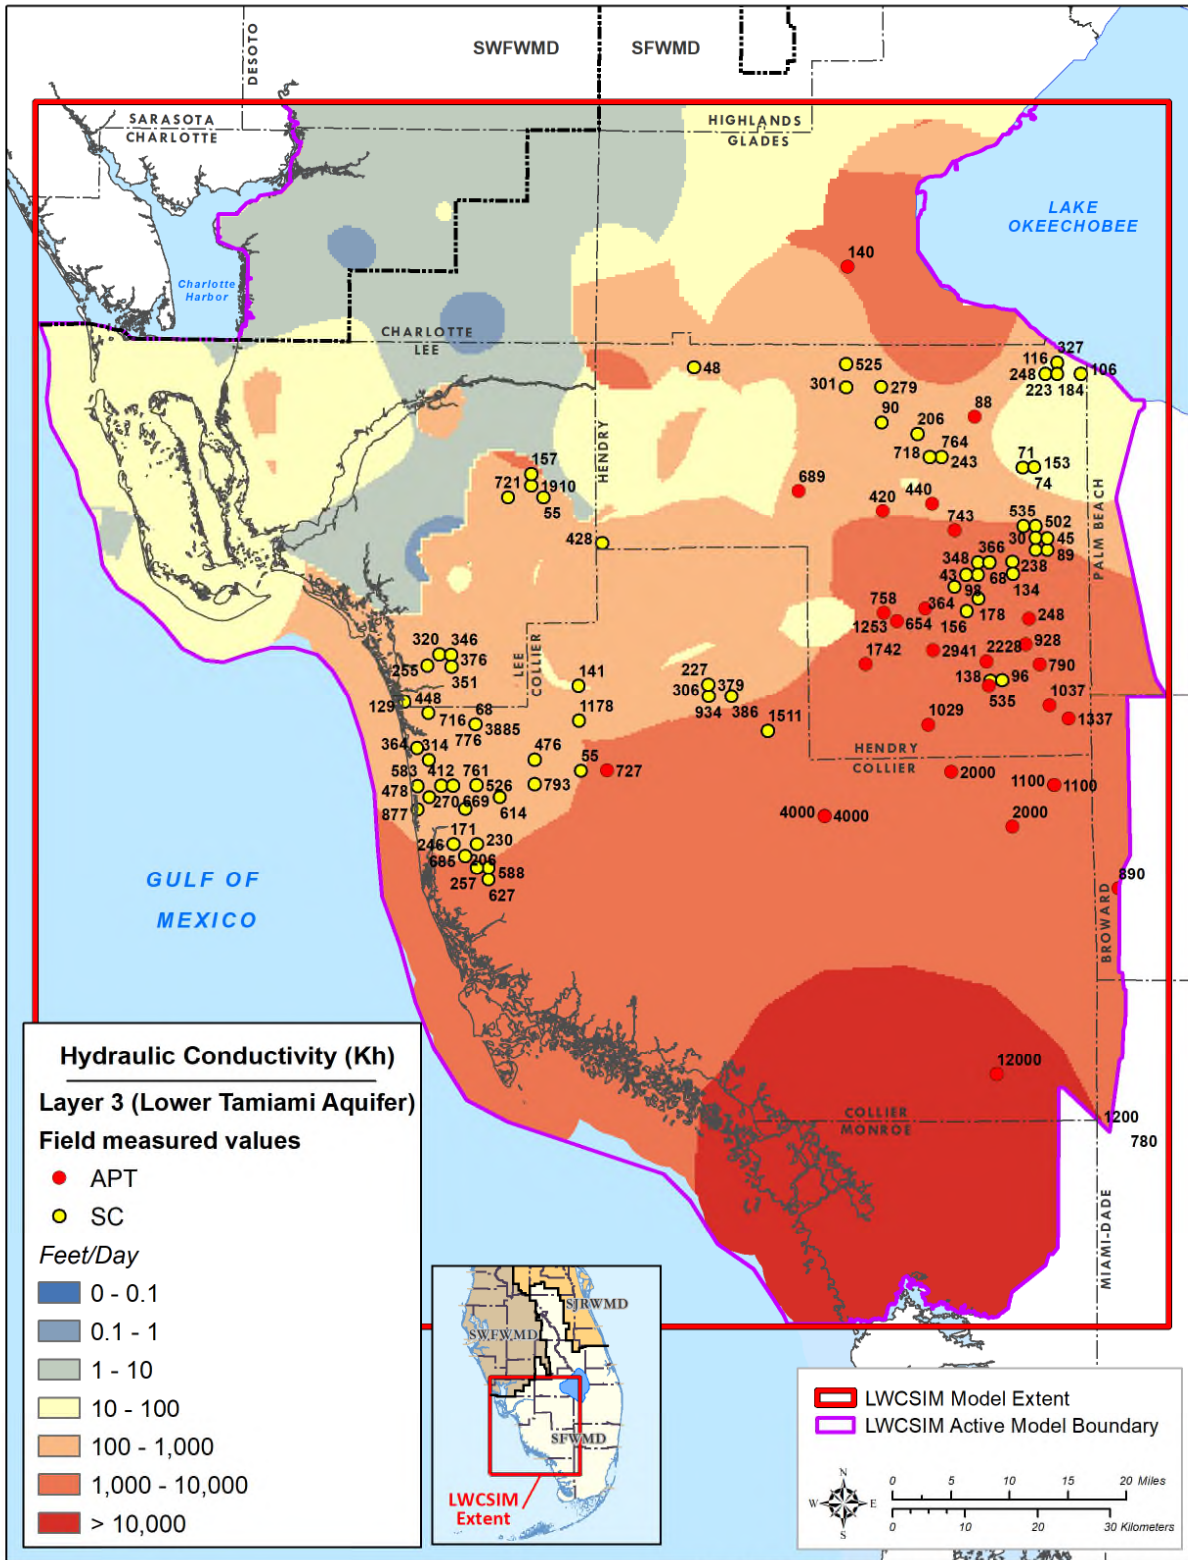 SWFWMD
SFWMD
DESOTO
SARASOTA
CHARLOTTE
HIGHLANDS
GLADES
LAKE
OKEECHOBEE
140
Charlotte
Harbor
CHARLOTTE
LEE
327
116
48
525
248
223
184
106
301
279
90
206
88
718
764
243
HENDRY
157
721
1910
55
71
153
74
689
420
440
743
PALM BEACH
535
502
30
45
89
428
348
366
238
43
68
98
134
758
364
1253
654
156
178
248
320
346
255
376
351
LEE
COLLIER
141
227
306
379
934
386
1742
2941
2228
928
790
138
96
535
129
448
716
68
3885
776
1178
1511
1029
1037
1337
364
314
476
55
727
HENDRY
COLLIER
583
412
761
526
793
478
270
669
614
877
2000
1100
1100
4000
4000
2000
171
246
230
685
206
257
588
627
890
GULF OF
MEXICO
BROWARD
12000
COLLIER
MONROE
1200
780
MIAMI-DADE
Hydraulic Conductivity (Kh)
Layer 3 (Lower Tamiami Aquifer)
Field measured values
APT
SC
Feet/Day
0 - 0.1
0.1 - 1
1 - 10
10 - 100
100 - 1,000
1,000 - 10,000
> 10,000
SJRWMD
SWFWMD
SFWMD
LWCSIM
Extent
LWCSIM Model Extent
LWCSIM Active Model Boundary
N
W
E
S
0 5 10 15 20 Miles
0 10 20 30 Kilometers